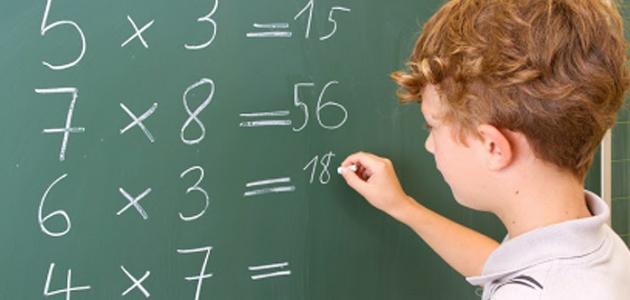 5 × 3 = 15
7 × 8 = 56
6 × 3 = 18
4 × 7 =